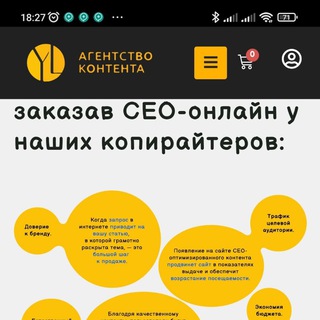 18:27
71
АГЕНТСТВО
КОНТЕНТА
0
заказав СЕО-онлайн у
наших копирайтеров:
Доверие
к бренду.
Когда запрос в
интернете приводит на
вашу статью,
в которой грамотно
раскрыта тема, — это
большой шаг
к продаже.
Трафик
целевой
аудитории.
Появление на сайте СЕО-
оптимизированного контента
продвинет сайт в показателях
выдачи и обеспечит
возрастание посещаемости.
Экономия
бюджета.
Благодаря качественному